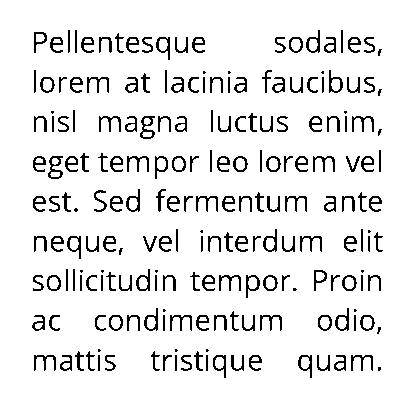 Pellentesque sodales,
lorem at lacinia faucibus,
nisl magna luctus enim,
eget tempor leo lorem vel
est. Sed fermentum ante
neque, vel interdum elit
sollicitudin tempor. Proin
ac condimentum odio,
mattis tristique quam.